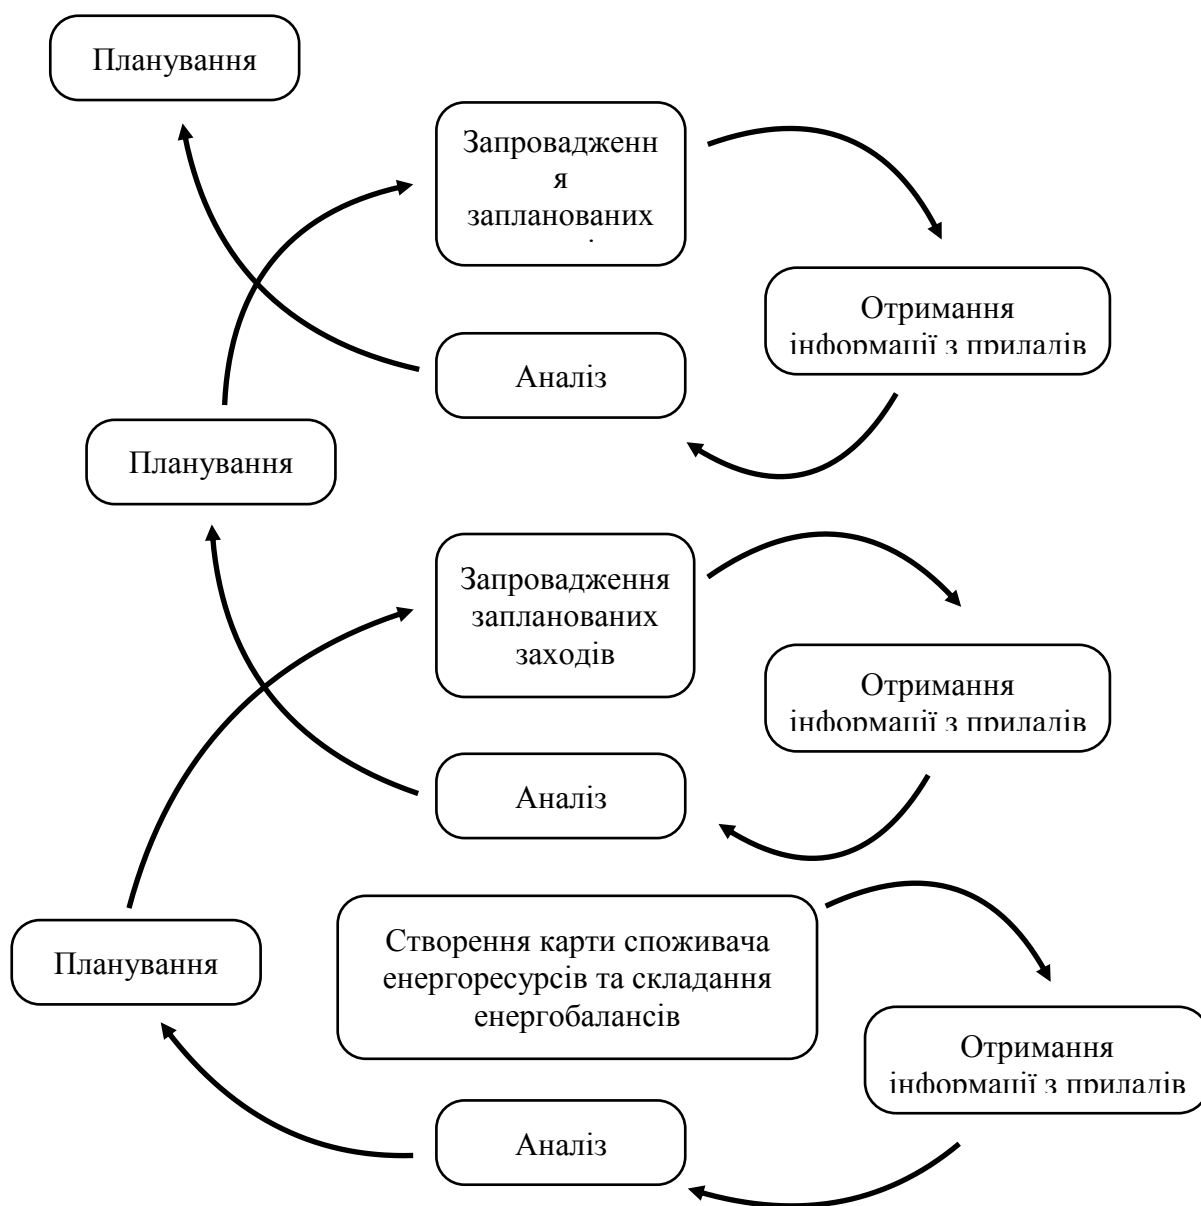 Планування
Запровадженн
я
запланованих
Отримання
інформації з приладів
Аналіз
Планування
Запровадження
запланованих
заходів
Отримання
інформації з приладів
Аналіз
Створення карти споживача
енергоресурсів та складання
енергобалансів
Планування
Отримання
інформації з приладів
Аналіз